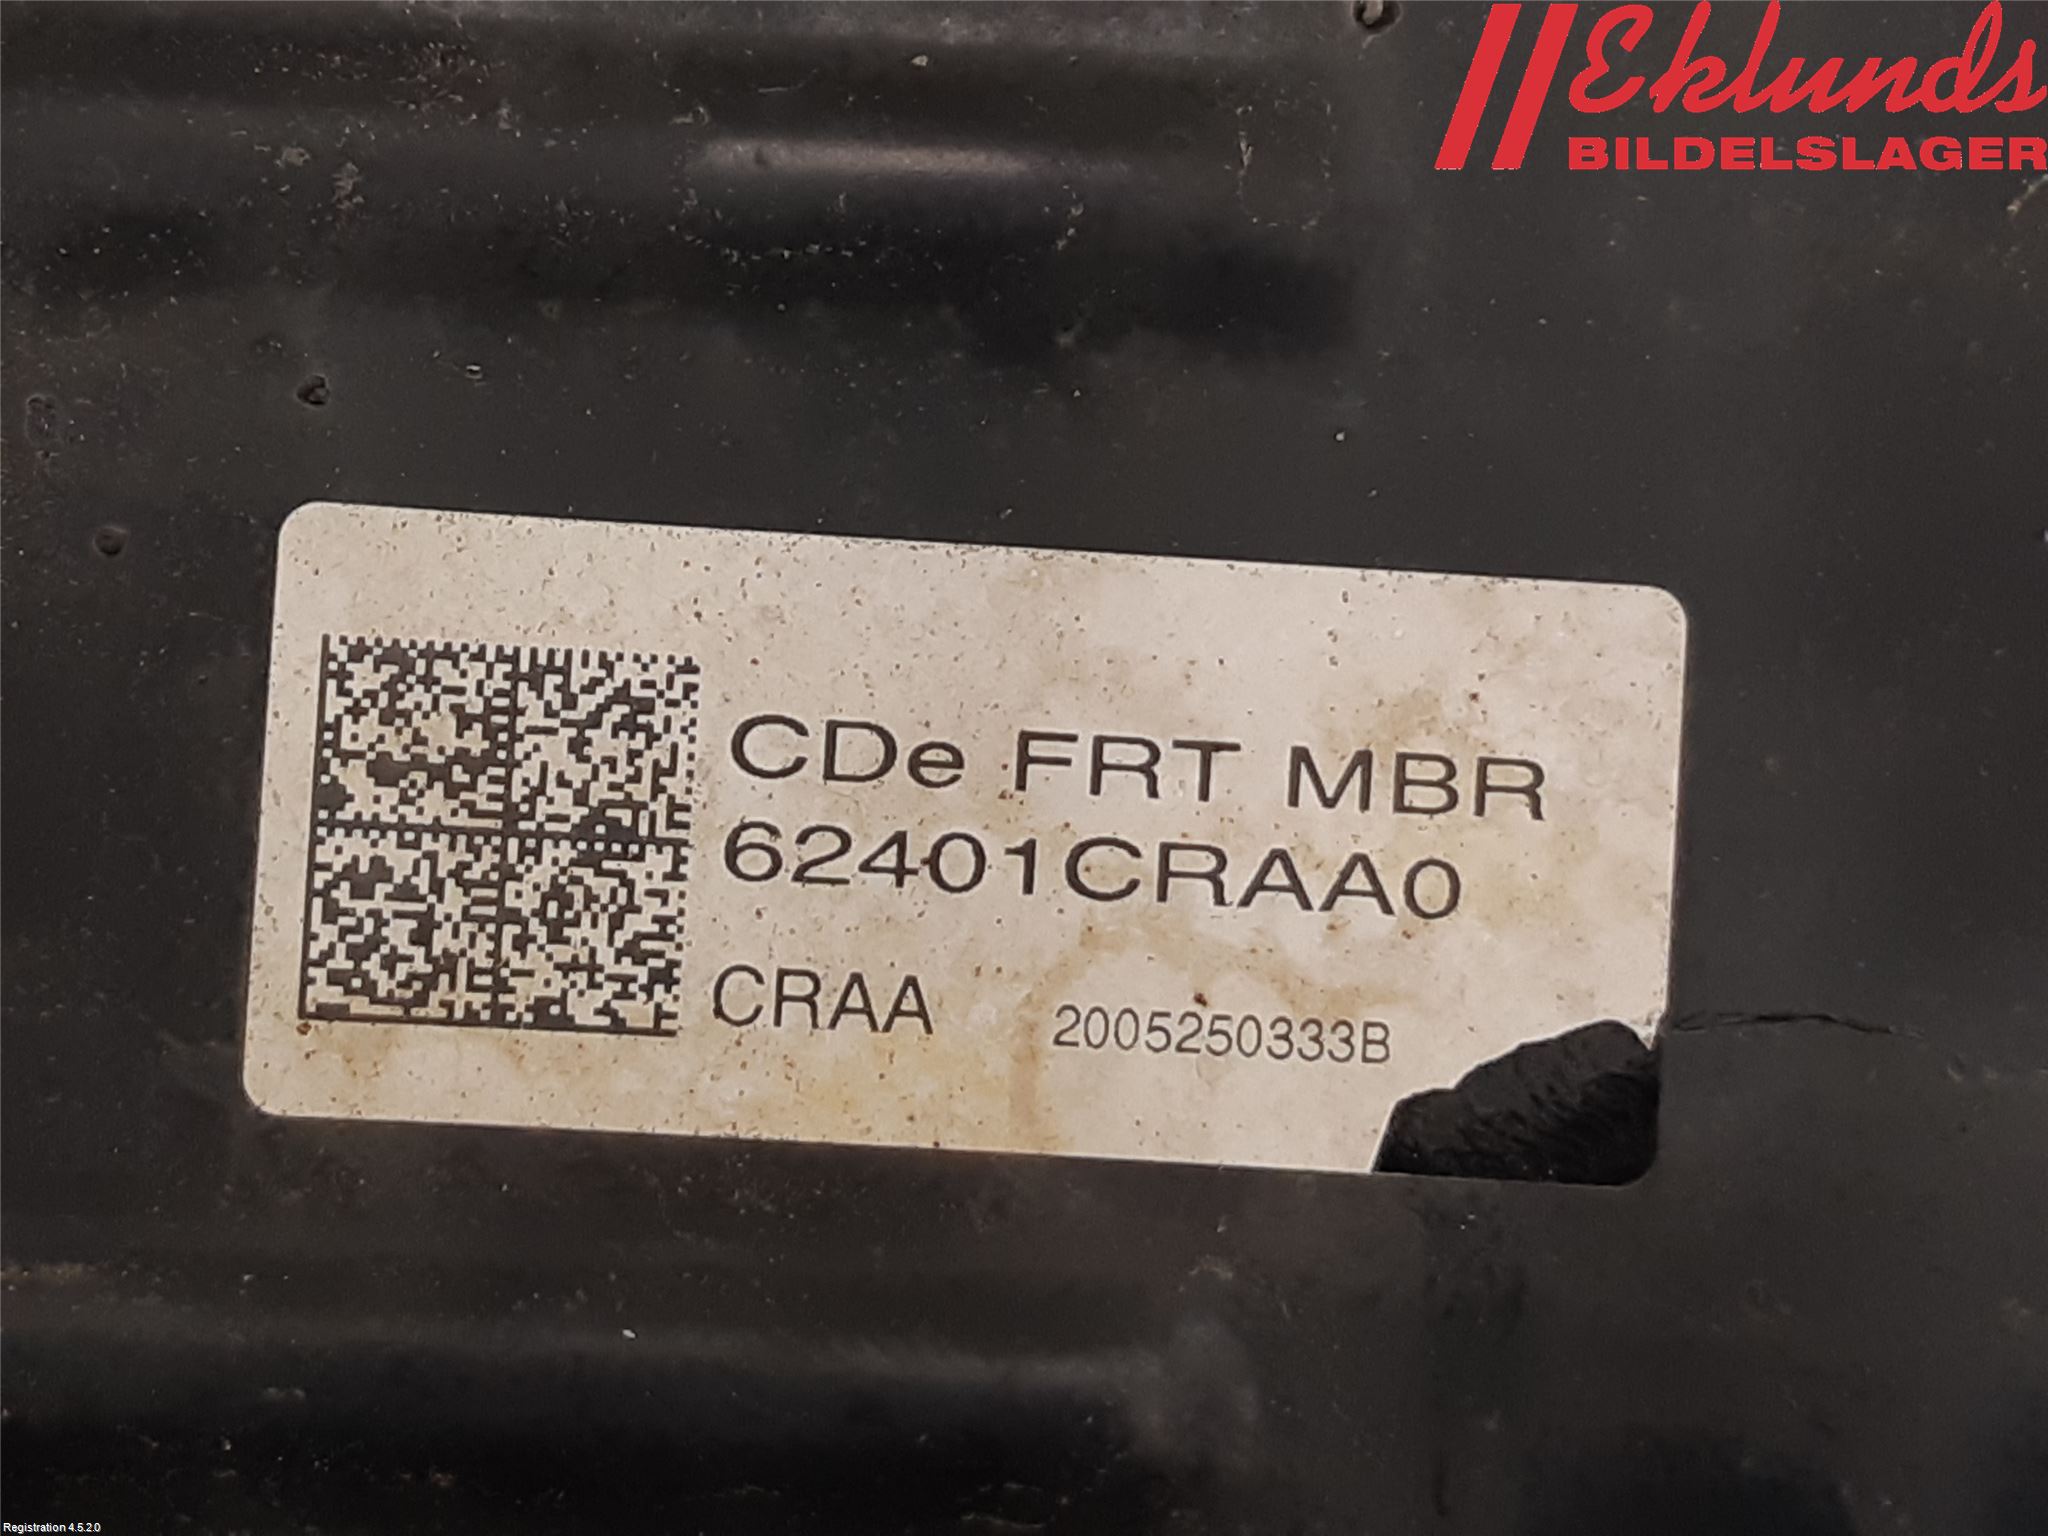 Eklunds
BILDELSLAGER
CDe FRT MBR
62401CRAA0
CRAA 2005250333B
Registration 4.5.2.0